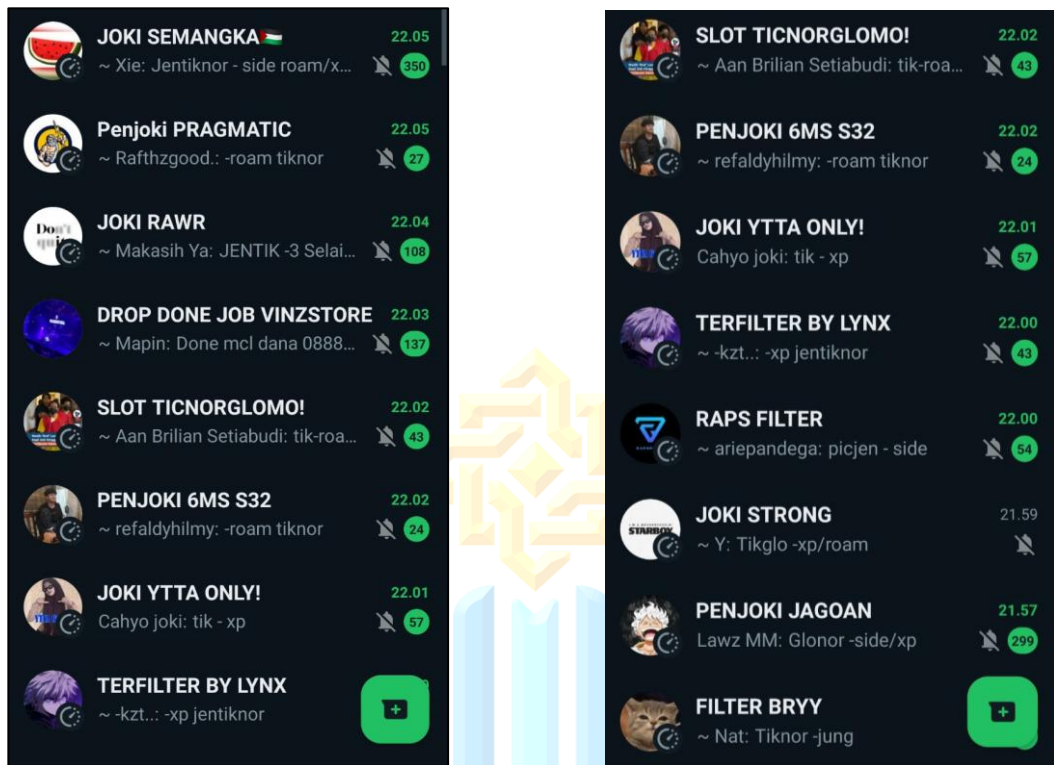 JOKI SEMANGKA🇵🇸 22.05
~ Xie: Jentiknor - side roam/x... 350
Penjoki PRAGMATIC 22.05
~ Rafthzgood.: -roam tiknor 27
JOKI RAWR 22.04
~ Makasih Ya: JENTIK -3 Selai... 108
DROP DONE JOB VINZSTORE 22.03
~ Mapin: Done mcl dana 0888... 137
SLOT TICNORGLOMO! 22.02
~ Aan Brilian Setiabudi: tik-roa... 43
PENJOKI 6MS S32 22.02
~ refaldyhilmy: -roam tiknor 24
JOKI YTTA ONLY! 22.01
Cahyo joki: tik - xp 57
TERFILTER BY LYNX
~ -kzt..: -xp jentiknor
SLOT TICNORGLOMO! 22.02
~ Aan Brilian Setiabudi: tik-roa... 43
PENJOKI 6MS S32 22.02
~ refaldyhilmy: -roam tiknor 24
JOKI YTTA ONLY! 22.01
Cahyo joki: tik - xp 57
TERFILTER BY LYNX 22.00
~ -kzt..: -xp jentiknor 43
RAPS FILTER 22.00
~ ariepandega: picjen - side 54
JOKI STRONG 21.59
~ Y: Tikglo -xp/roam
STARBOX
PENJOKI JAGOAN 21.57
Lawz MM: Glonor -side/xp 299
FILTER BRYY
~ Nat: Tiknor -jung